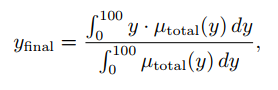 y_final = ∫_0^100 y · μ_total(y) dy / ∫_0^100 μ_total(y) dy,